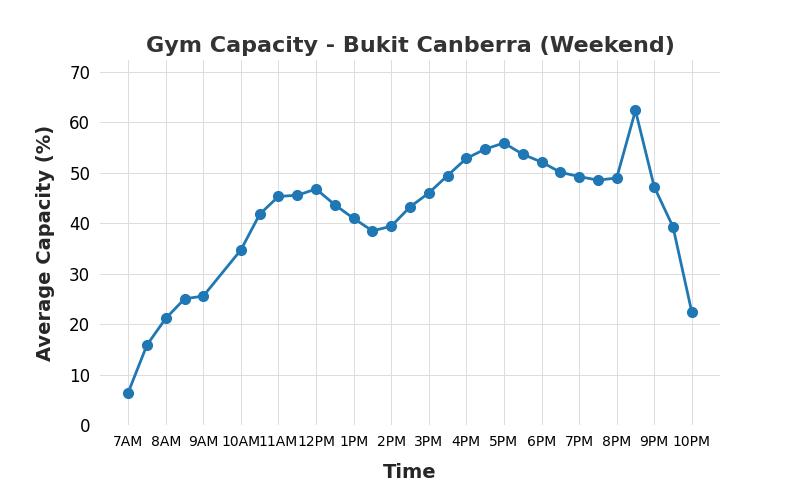 Gym Capacity - Bukit Canberra (Weekend)
70
60
50
40
30
20
10
0
Average Capacity (%)
7AM 8AM 9AM 10AM 11AM 12PM 1PM 2PM 3PM 4PM 5PM 6PM 7PM 8PM 9PM 10PM
Time